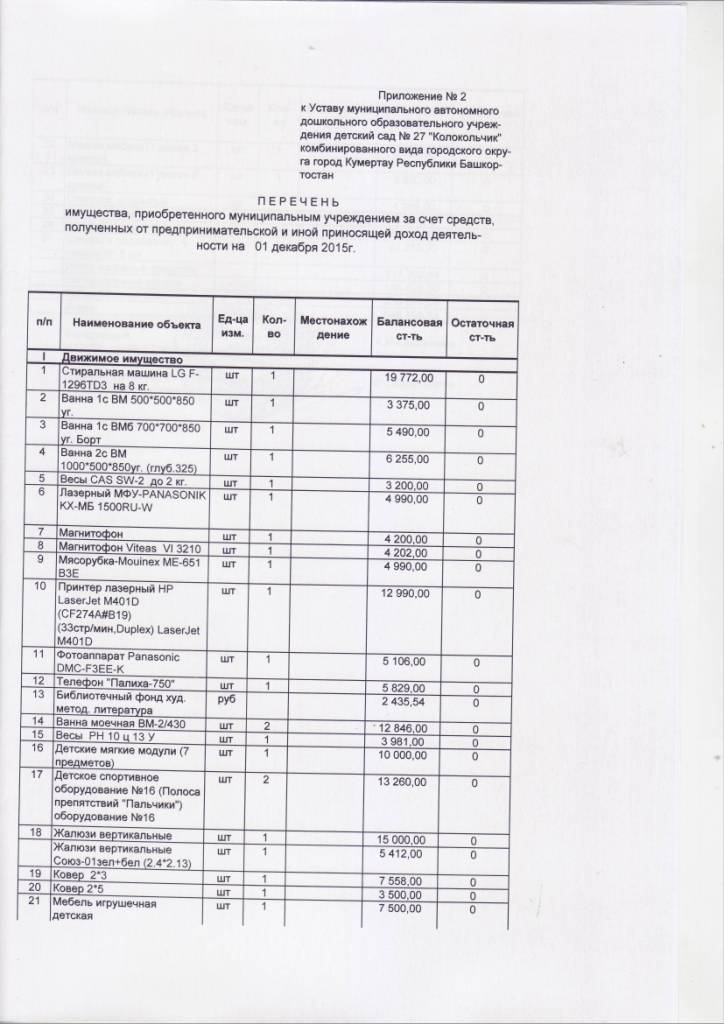 Приложение № 2
к Уставу муниципального автономного
дошкольного образовательного учреж-
дения детский сад № 27 "Колокольчик"
комбинированного вида городского окру-
га город Кумертау Республики Башкор-
тостан
П Е Р Е Ч Е Н Ь
имущества, приобретенного муниципальным учреждением за счет средств,
полученных от предпринимательской и иной приносящей доход деятель-
ности на 01 декабря 2015г.
п/п Наименование объекта Ед-ца изм. Кол-во Местонахождение Балансовая ст-ть Остаточная ст-ть
I Движимое имущество
1 Стиральная машина LG F- шт 1 19 772,00 0
1296TD3 на 8 кг.
2 Ванна 1с ВМ 500*500*850 шт 1 3 375,00 0
уг.
3 Ванна 1с ВМб 700*700*850 шт 1 5 490,00 0
уг. Борт
4 Ванна 2с ВМ шт 1 6 255,00 0
1000*500*850уг. (глуб.325)
5 Весы CAS SW-2 до 2 кг. шт 1 3 200,00 0
6 Лазерный МФУ-PANASONIK шт 1 4 990,00 0
KX-МБ 1500RU-W
7 Магнитофон шт 1 4 200,00 0
8 Магнитофон Viteas VI 3210 шт 1 4 202,00 0
9 Мясорубка-Mouinex ME-651 шт 1 4 990,00 0
B3E
10 Принтер лазерный HP шт 1 12 990,00 0
LaserJet M401D
(CF274A#B19)
(33стр/мин,Duplex) LaserJet
M401D
11 Фотоаппарат Panasonic шт 1 5 106,00 0
DMC-F3EE-K
12 Телефон "Палиха-750" шт 1 5 829,00 0
13 Библиотечный фонд худ. руб 2 435,54 0
метод. литература
14 Ванна моечная ВМ-2/430 шт 2 12 846,00 0
15 Весы РН 10 ц 13 У шт 1 3 981,00 0
16 Детские мягкие модули (7 шт 1 10 000,00 0
предметов)
17 Детское спортивное шт 2 13 260,00 0
оборудование №16 (Полоса
препятствий "Пальчики")
оборудование №16
18 Жалюзи вертикальные шт 1 15 000,00 0
Жалюзи вертикальные шт 1 5 412,00 0
Союз-01зел+бел (2.4*2.13)
19 Ковер 2*3 шт 1 7 558,00 0
20 Ковер 2*5 шт 1 3 500,00 0
21 Мебель игрушечная шт 1 7 500,00 0
детская